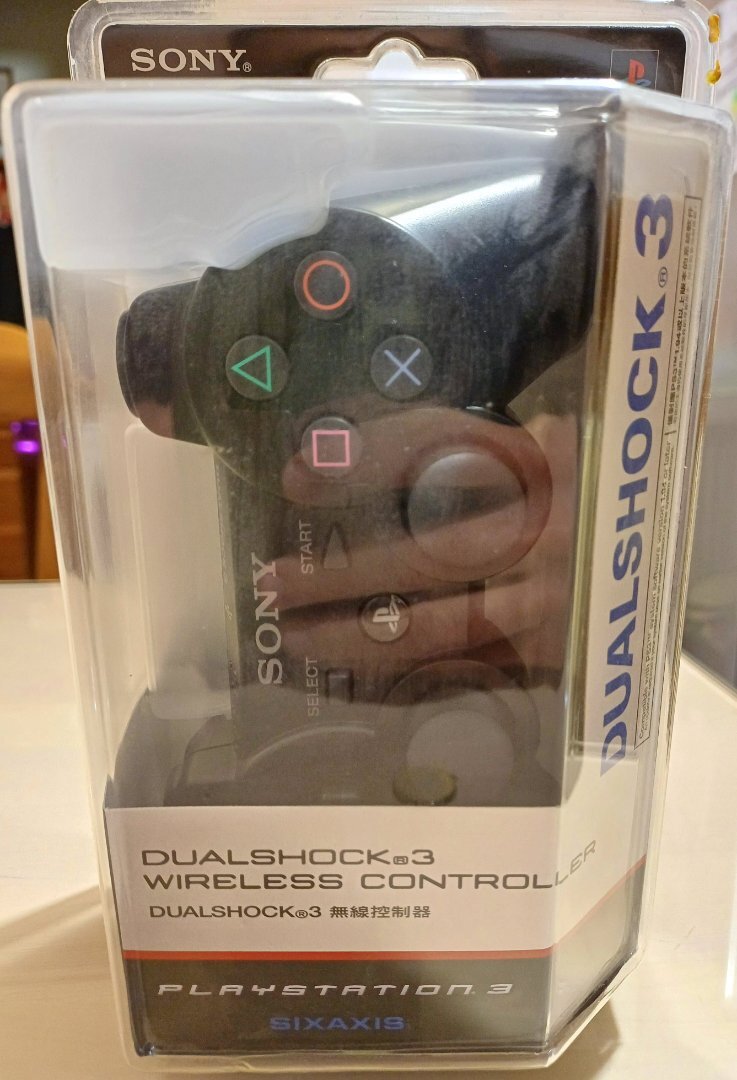 SONY®
DUALSHOCK®3
SONY
START
SELECT
DUALSHOCK®3
WIRELESS CONTROLLER
DUALSHOCK®3 無線控制器
PLAYSTATION 3
SIXAXIS